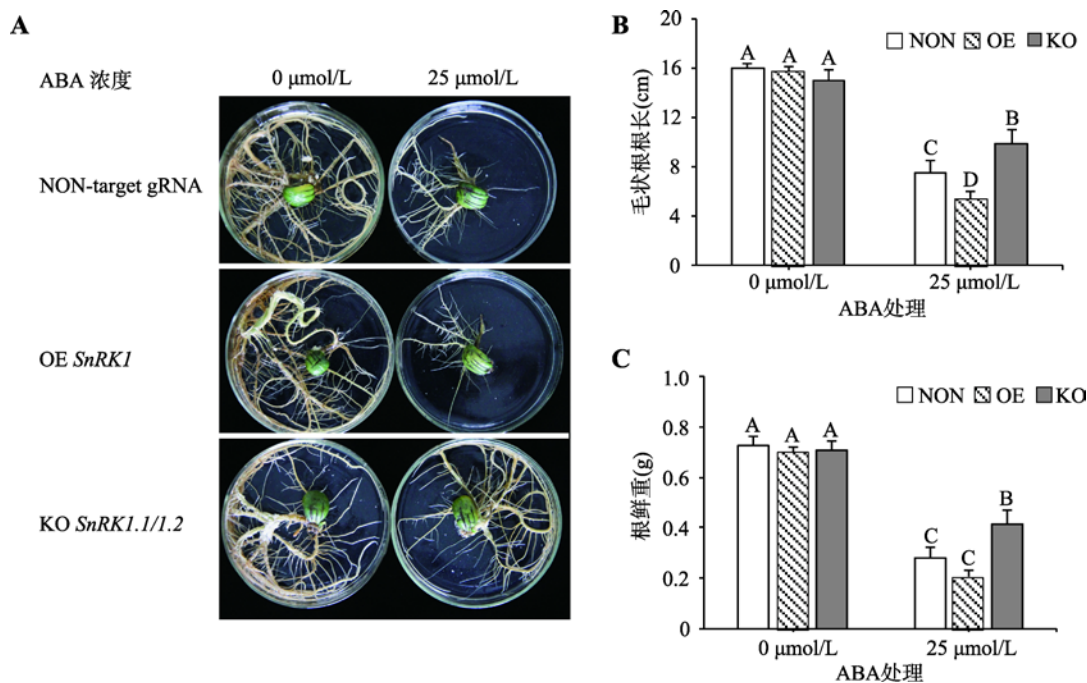 A
ABA 浓度 0 μmol/L 25 μmol/L
NON-target gRNA
OE SnRK1
KO SnRK1.1/1.2
B
NON OE KO
毛状根根长(cm)
20
16
12
8
4
0
A A A
C D B
0 μmol/L 25 μmol/L
ABA处理
C
NON OE KO
根鲜重(g)
1.0
0.8
0.6
0.4
0.2
0
A A A
C C B
0 μmol/L 25 μmol/L
ABA处理